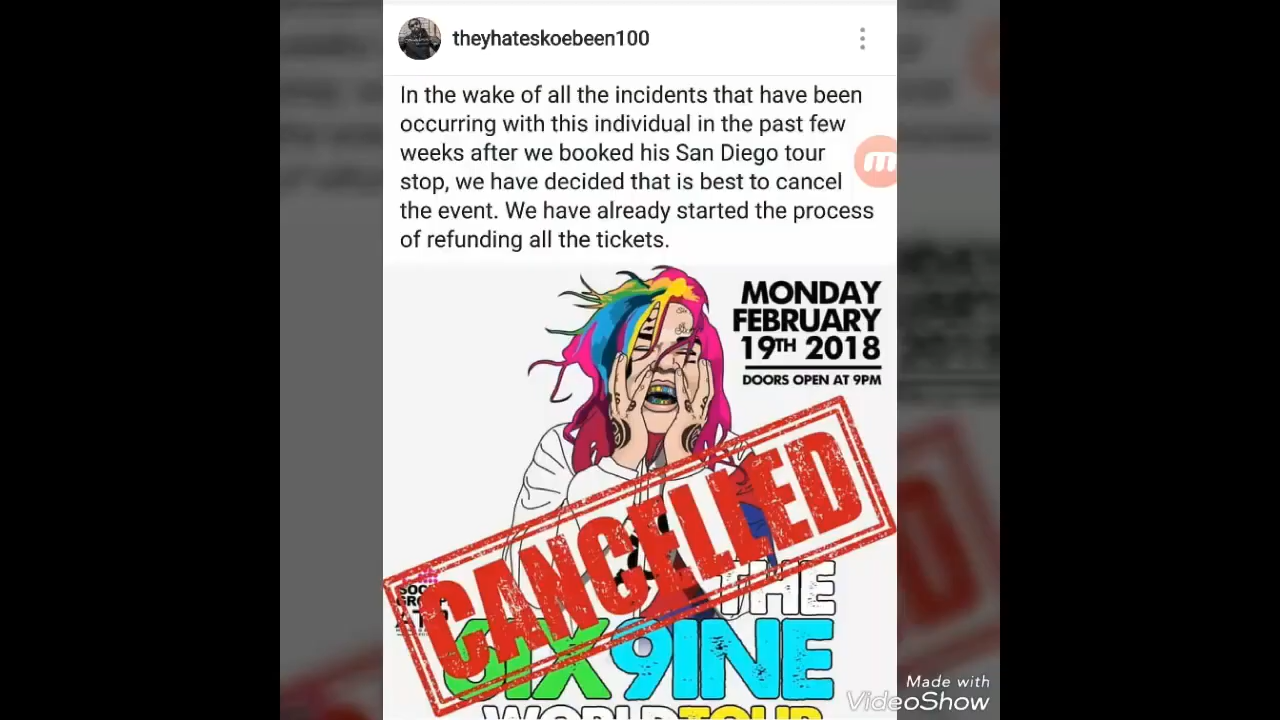 theyhateskoebeen100
In the wake of all the incidents that have been
occurring with this individual in the past few
weeks after we booked his San Diego tour
stop, we have decided that is best to cancel
the event. We have already started the process
of refunding all the tickets.
MONDAY
FEBRUARY
19TH 2018
DOORS OPEN AT 9PM
CANCELLED
THE
SIX9INE
WORLDTOUR
Made with
VideoShow